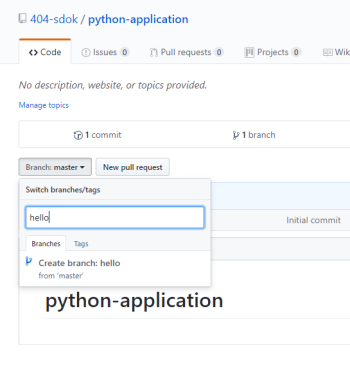 404-sdok / python-application
Code Issues 0 Pull requests 0 Projects 0 Wik
No description, website, or topics provided.
Manage topics
1 commit 1 branch
Branch: master New pull request
Switch branches/tags
hello
Initial commit
Branches Tags
Create branch: hello
from 'master'
python-application